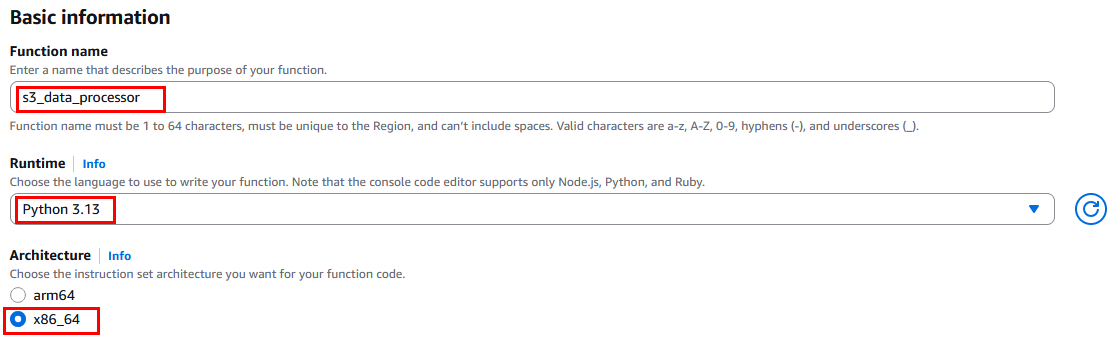 Basic information
Function name
Enter a name that describes the purpose of your function.
s3_data_processor
Function name must be 1 to 64 characters, must be unique to the Region, and can’t include spaces. Valid characters are a-z, A-Z, 0-9, hyphens (-), and underscores (_).
Runtime Info
Choose the language to use to write your function. Note that the console code editor supports only Node.js, Python, and Ruby.
Python 3.13
Architecture Info
Choose the instruction set architecture you want for your function code.
arm64
x86_64